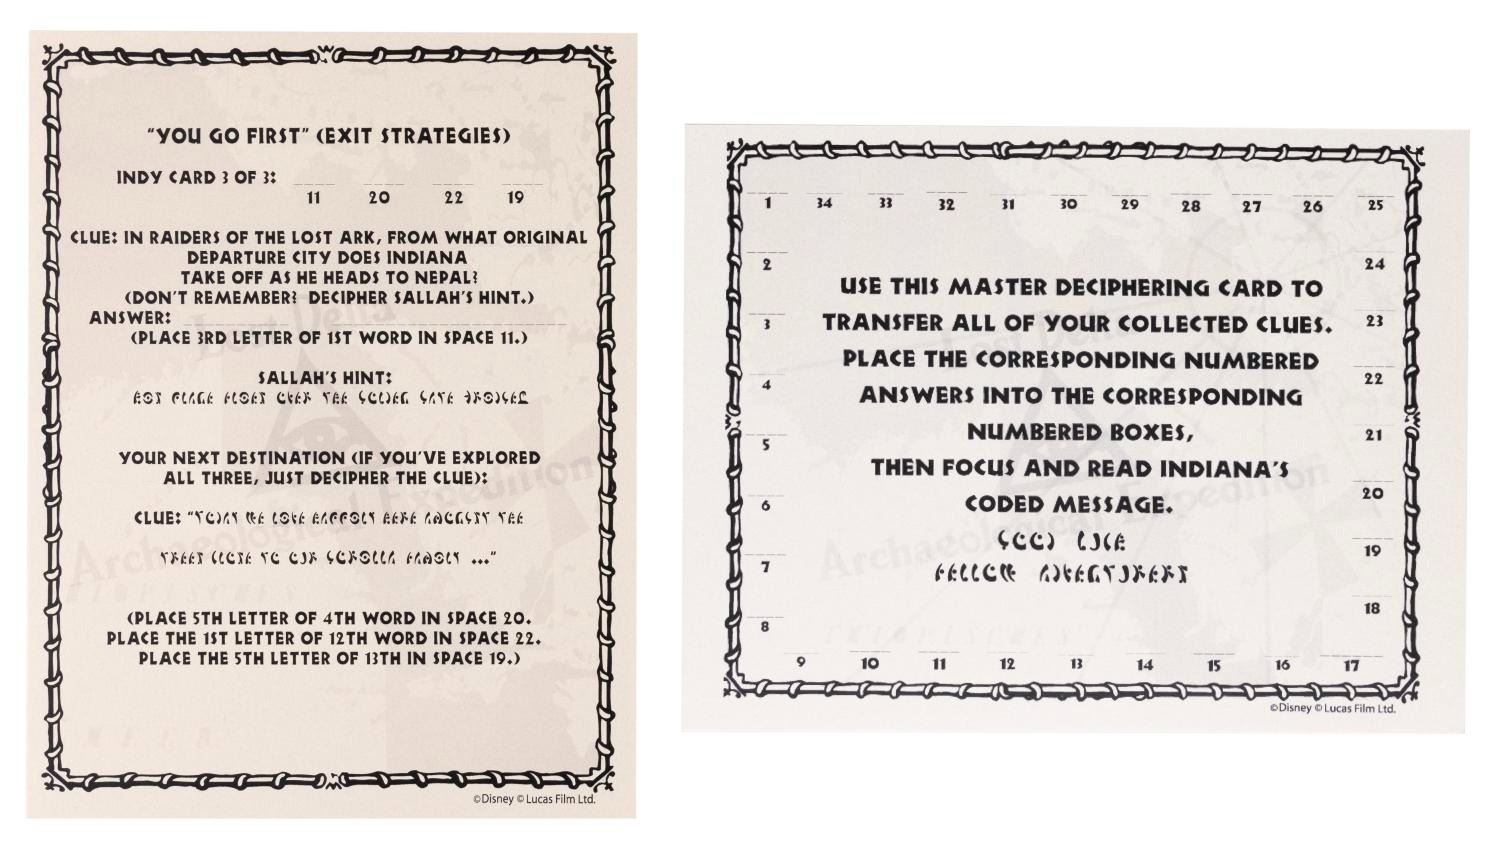 "YOU GO FIRST" (EXIT STRATEGIES)
INDY CARD 3 OF 3:
11 20 22 19
CLUE: IN RAIDERS OF THE LOST ARK, FROM WHAT ORIGINAL
DEPARTURE CITY DOES INDIANA
TAKE OFF AS HE HEADS TO NEPAL?
(DON'T REMEMBER? DECIPHER SALLAH'S HINT.)
ANSWER:
(PLACE 3RD LETTER OF 1ST WORD IN SPACE 11.)
SALLAH'S HINT:
YOUR NEXT DESTINATION (IF YOU'VE EXPLORED
ALL THREE, JUST DECIPHER THE CLUE):
CLUE: "
..."
(PLACE 5TH LETTER OF 4TH WORD IN SPACE 20.
PLACE THE 1ST LETTER OF 12TH WORD IN SPACE 22.
PLACE THE 5TH LETTER OF 13TH IN SPACE 19.)
©Disney © Lucas Film Ltd.
Lost Delta
Archaeological Expedition
1 34 33 32 31 30 29 28 27 26 25
2 24
3 23
4 22
5 21
6 20
7 19
8 18
9 10 11 12 13 14 15 16 17
USE THIS MASTER DECIPHERING CARD TO
TRANSFER ALL OF YOUR COLLECTED CLUES.
PLACE THE CORRESPONDING NUMBERED
ANSWERS INTO THE CORRESPONDING
NUMBERED BOXES,
THEN FOCUS AND READ INDIANA'S
CODED MESSAGE.
©Disney © Lucas Film Ltd.
Lost Delta
Archaeological Expedition